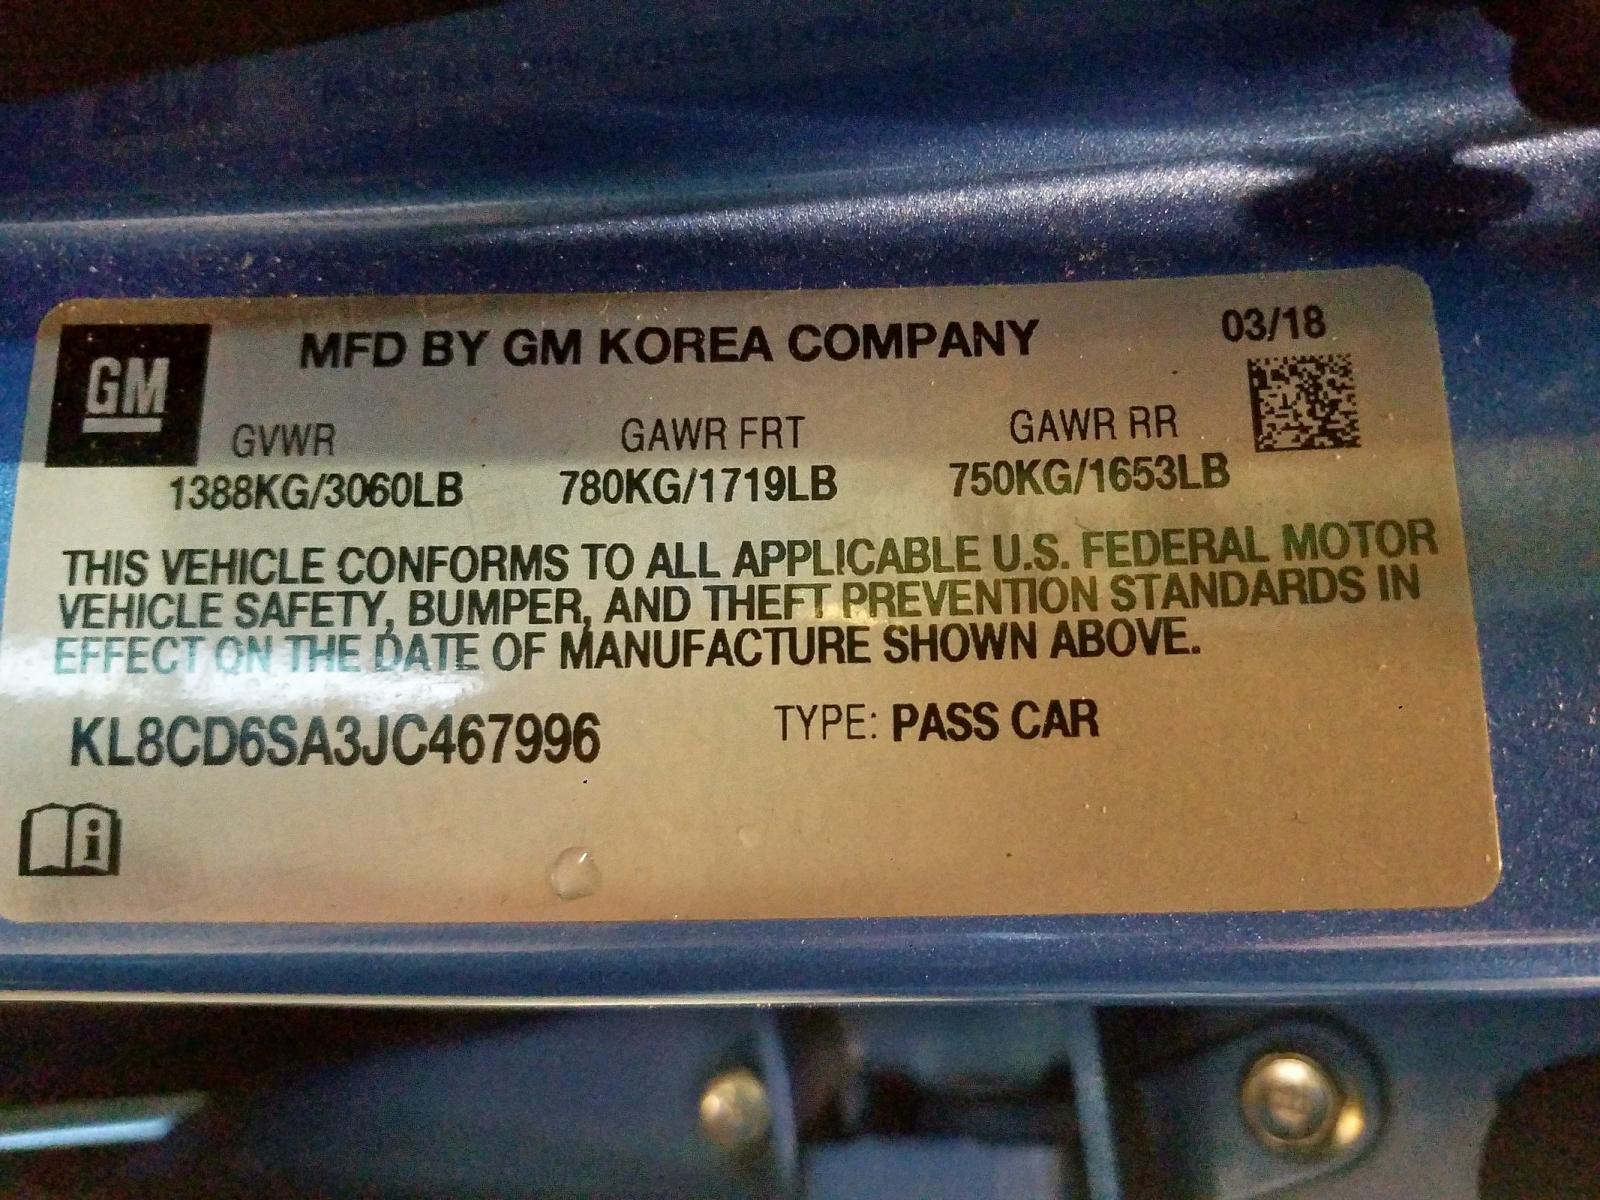 GM
MFD BY GM KOREA COMPANY
03/18
GVWR GAWR FRT GAWR RR
1388KG/3060LB 780KG/1719LB 750KG/1653LB
THIS VEHICLE CONFORMS TO ALL APPLICABLE U.S. FEDERAL MOTOR
VEHICLE SAFETY, BUMPER, AND THEFT PREVENTION STANDARDS IN
EFFECT ON THE DATE OF MANUFACTURE SHOWN ABOVE.
KL8CD6SA3JC467996 TYPE: PASS CAR
i